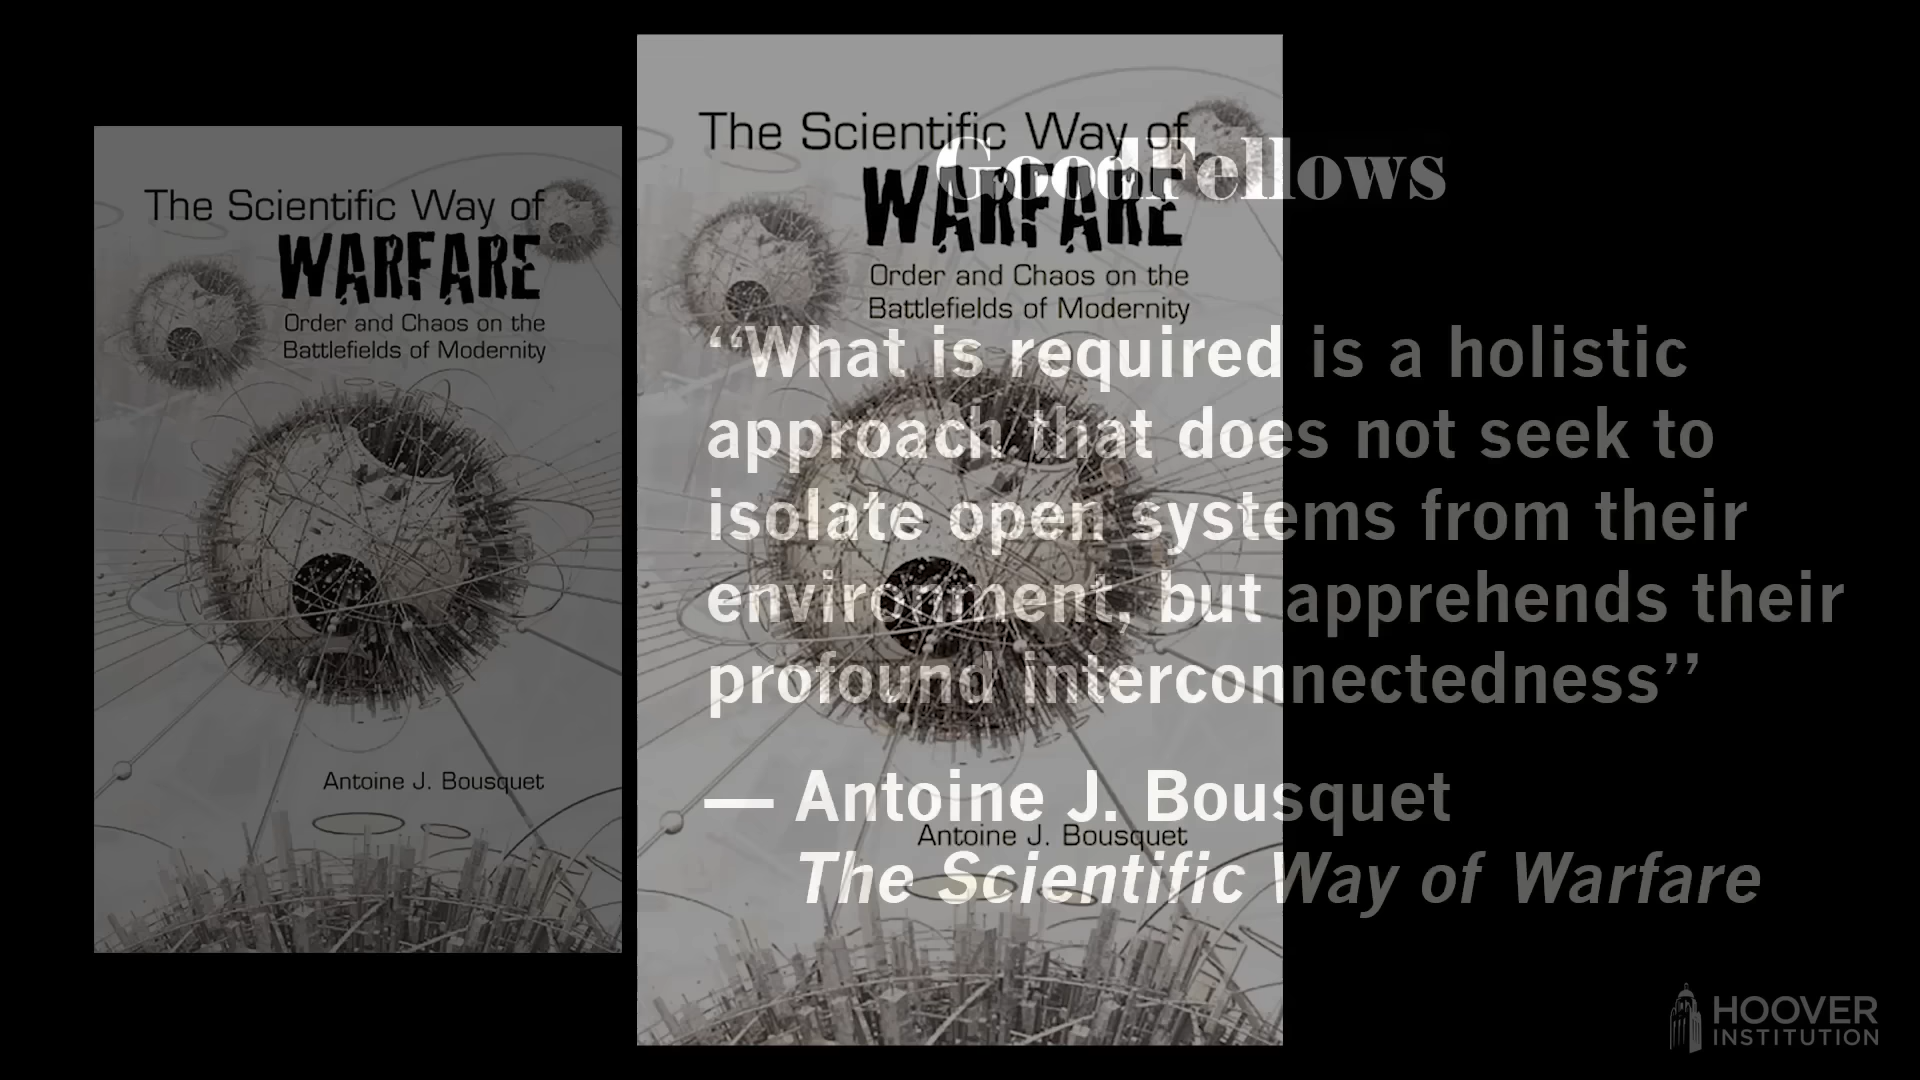 The Scientific Way of
WARFARE
Order and Chaos on the
Battlefields of Modernity
Antoine J. Bousquet
The Scientific Way of
WARFARE
Order and Chaos on the
Battlefields of Modernity
Antoine J. Bousquet
GoodFellows
“What is required is a holistic
approach that does not seek to
isolate open systems from their
environment, but apprehends their
profound interconnectedness”
— Antoine J. Bousquet
The Scientific Way of Warfare
HOOVER
INSTITUTION